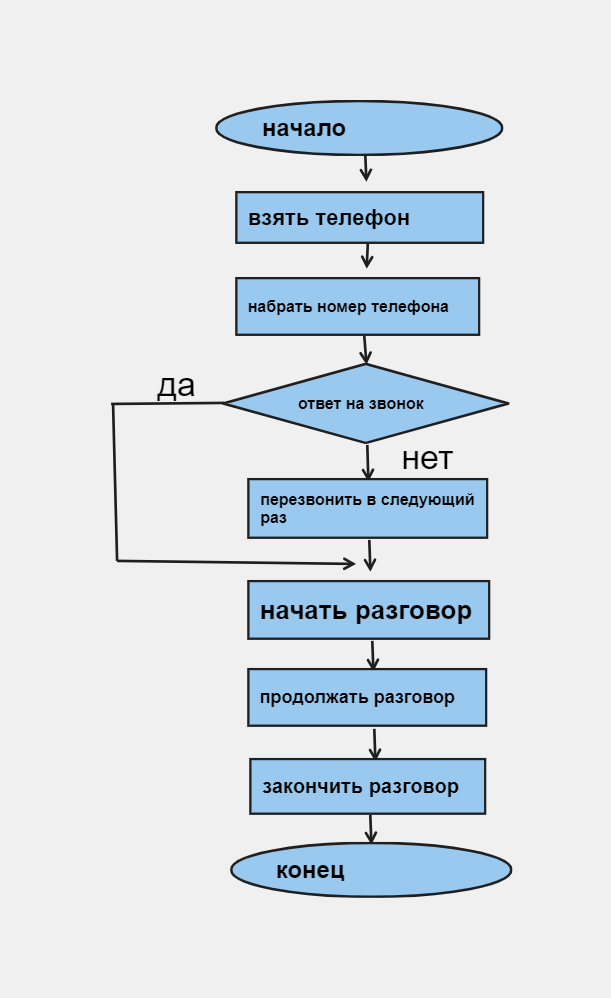 начало
взять телефон
набрать номер телефона
да
ответ на звонок
нет
перезвонить в следующий
раз
начать разговор
продолжать разговор
закончить разговор
конец